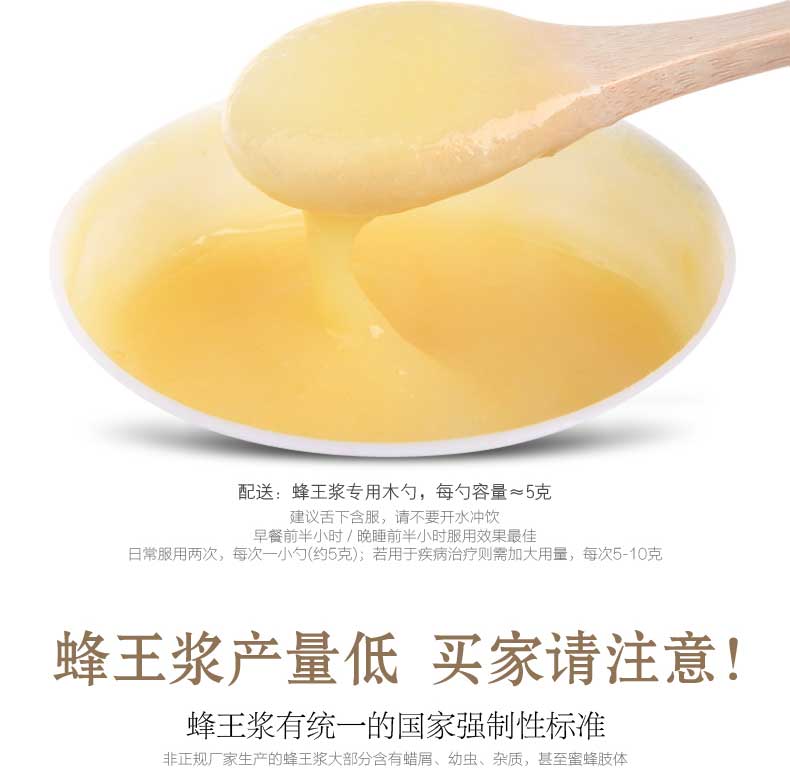 配送：蜂王浆专用木勺，每勺容量≈5克
建议舌下含服，请不要开水冲饮
早餐前半小时 / 晚睡前半小时服用效果最佳
日常服用两次，每次一小勺(约5克)；若用于疾病治疗则需加大用量，每次5-10克
蜂王浆产量低 买家请注意！
蜂王浆有统一的国家强制性标准
非正规厂家生产的蜂王浆大部分含有蜡屑、幼虫、杂质，甚至蜜蜂肢体